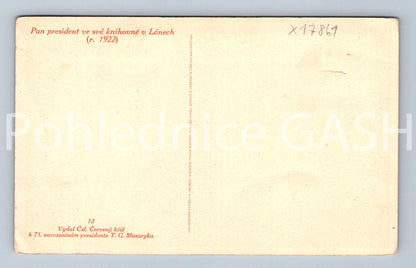 Pan president ve své knihovně v Lánech
(r. 1922)
X17861
Pohlednice GASH
12
Vydal Čsl. Červený kříž
k 75. narozeninám presidenta T. G. Masaryka